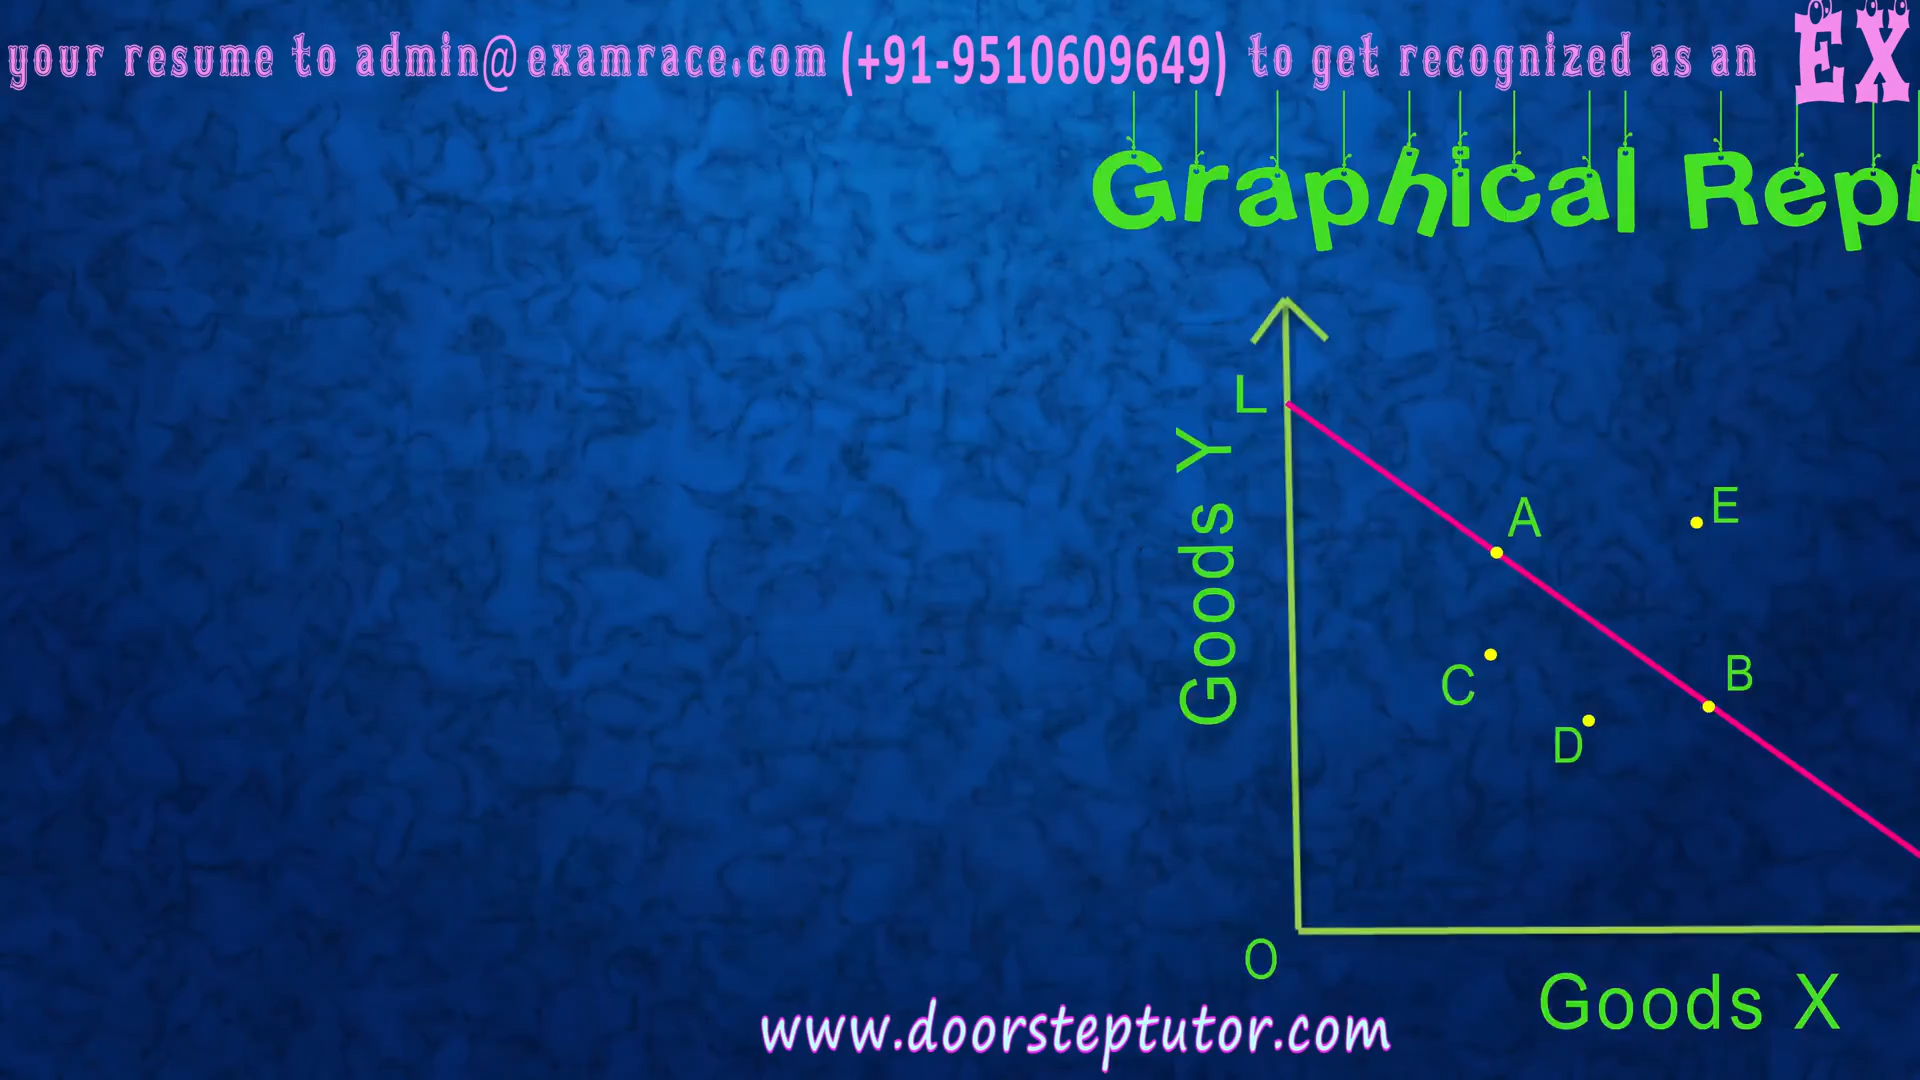 your resume to admin@examrace.com (+91-9510609649) to get recognized as an EX
Graphical Repr
L
Goods Y
A
E
C
B
D
O
Goods X
www.doorsteptutor.com